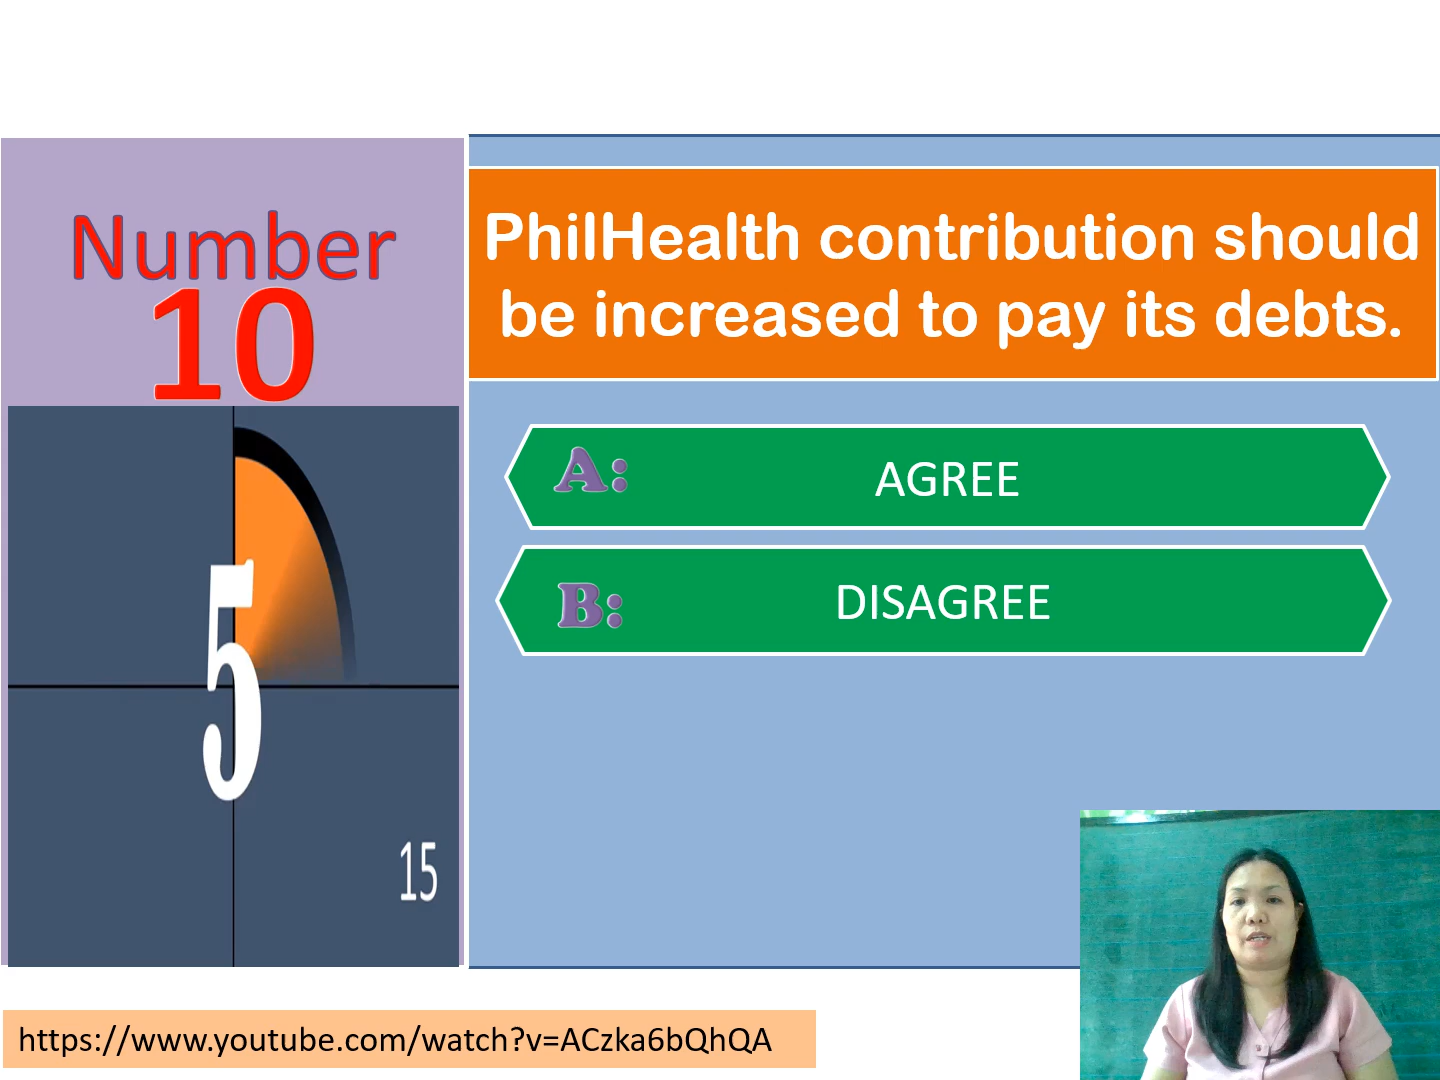 Number
10
PhilHealth contribution should
be increased to pay its debts.
A: AGREE
B: DISAGREE
5
15
https://www.youtube.com/watch?v=ACzka6bQhQA